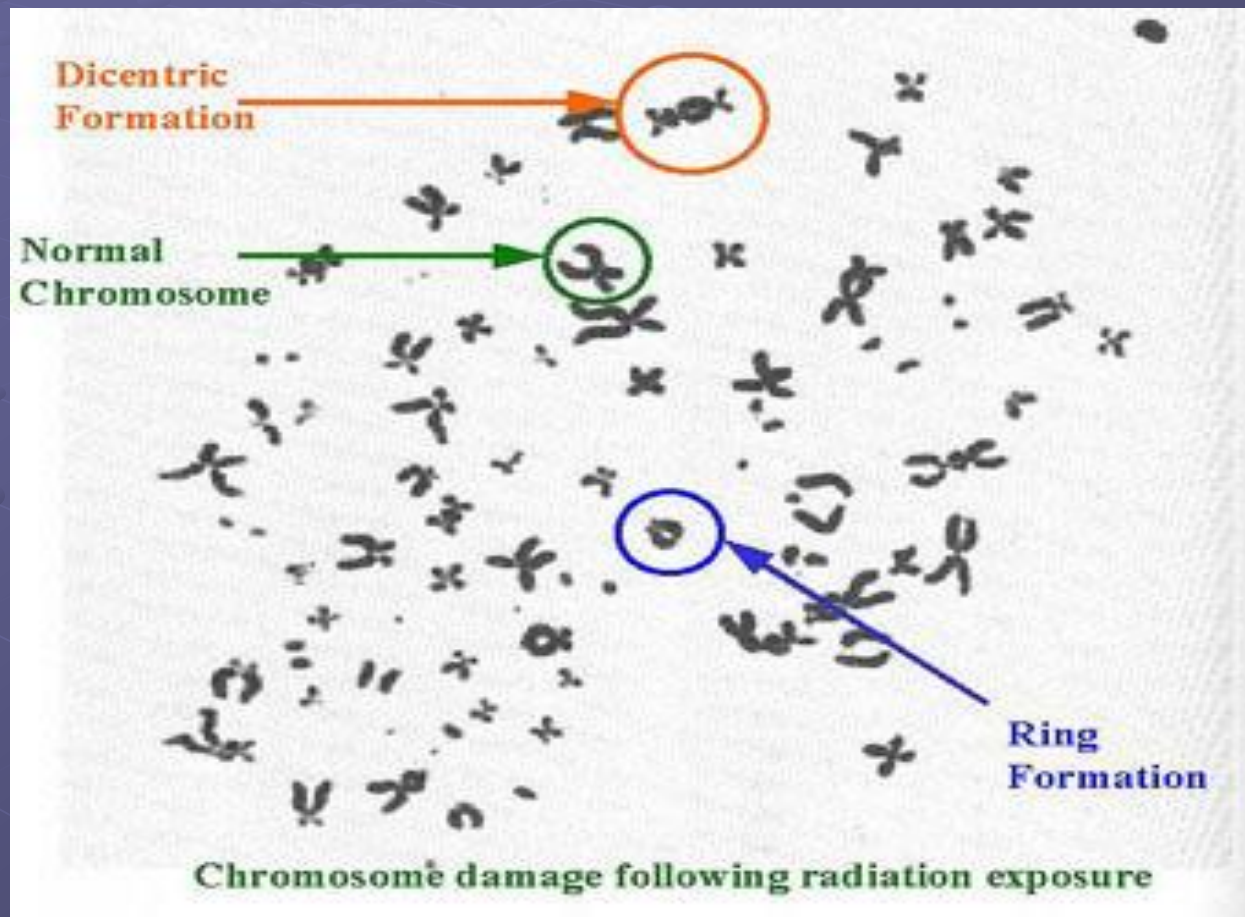 Dicentric
Formation
Normal
Chromosome
Ring
Formation
Chromosome damage following radiation exposure